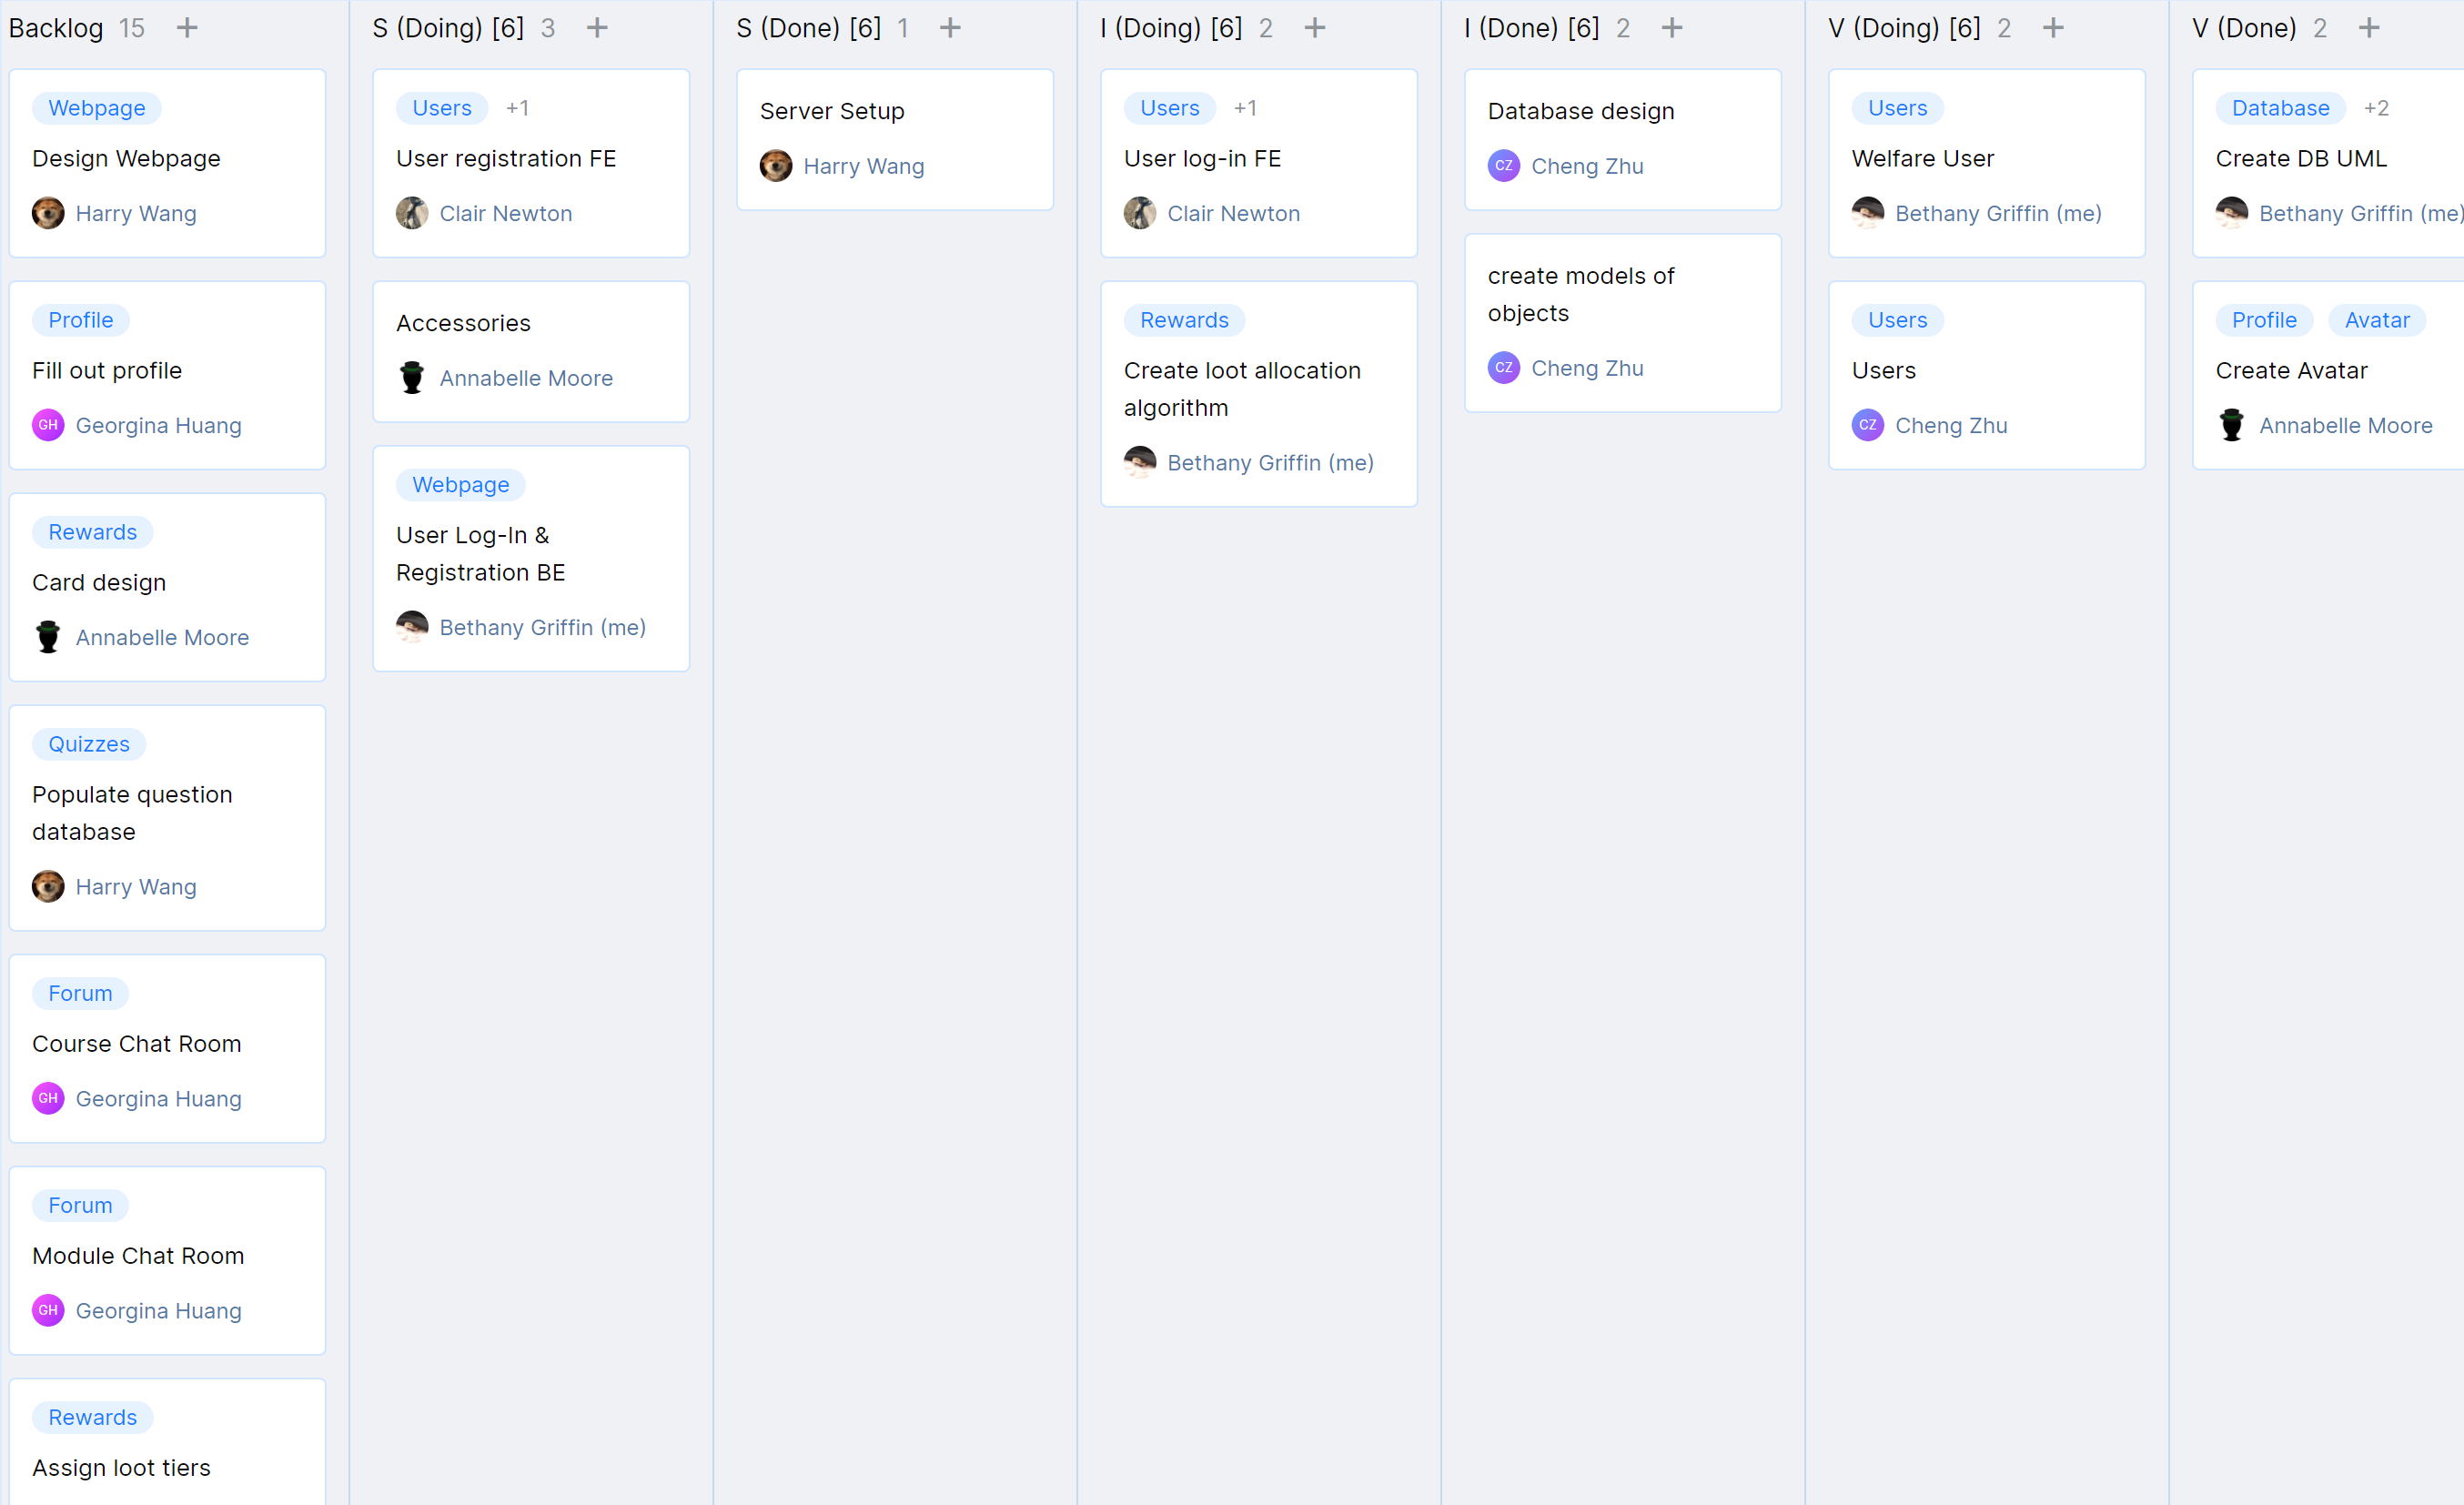 Backlog 15 +
Webpage
Design Webpage
Harry Wang
Profile
Fill out profile
GH Georgina Huang
Rewards
Card design
Annabelle Moore
Quizzes
Populate question
database
Harry Wang
Forum
Course Chat Room
GH Georgina Huang
Forum
Module Chat Room
GH Georgina Huang
Rewards
Assign loot tiers
S (Doing) [6] 3 +
Users +1
User registration FE
Clair Newton
Accessories
Annabelle Moore
Webpage
User Log-In &
Registration BE
Bethany Griffin (me)
S (Done) [6] 1 +
Server Setup
Harry Wang
I (Doing) [6] 2 +
Users +1
User log-in FE
Clair Newton
Rewards
Create loot allocation
algorithm
Bethany Griffin (me)
I (Done) [6] 2 +
Database design
CZ Cheng Zhu
create models of
objects
CZ Cheng Zhu
V (Doing) [6] 2 +
Users
Welfare User
Bethany Griffin (me)
Users
Users
CZ Cheng Zhu
V (Done) 2 +
Database +2
Create DB UML
Bethany Griffin (me)
Profile Avatar
Create Avatar
Annabelle Moore